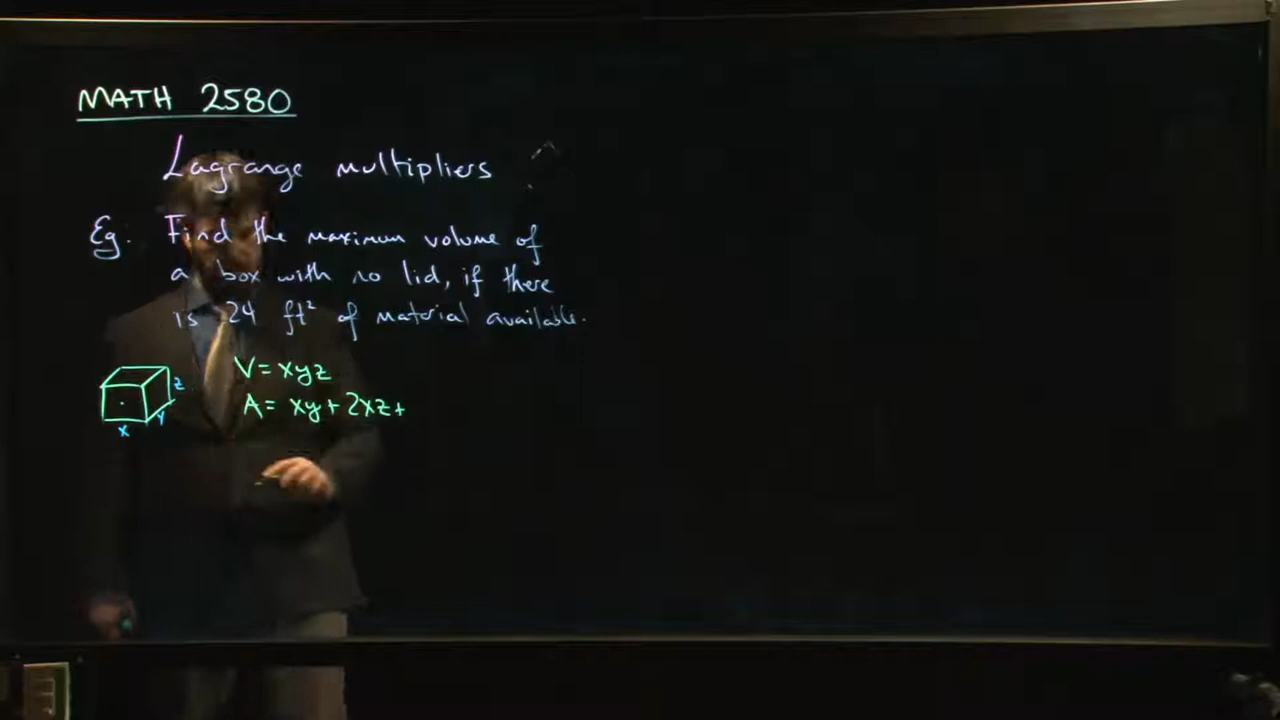 MATH 2580
Lagrange multipliers
Eg: Find the maximum volume of
a box with no lid, if there
is 24 ft² of material available.
V = xyz
A = xy + 2xz +
z
y
x